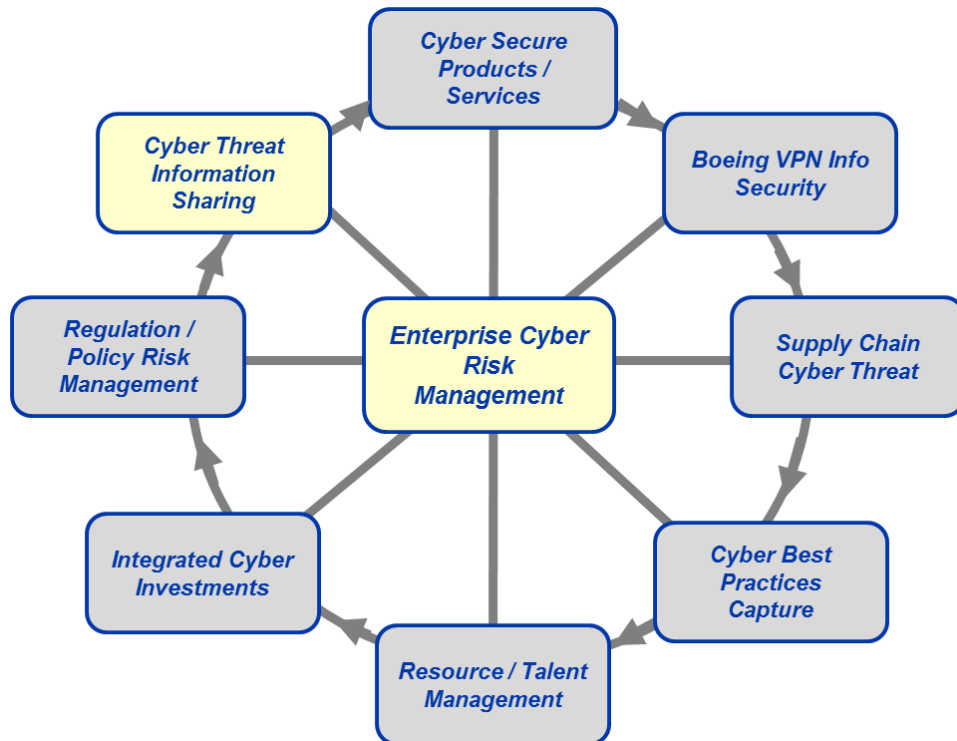 Cyber Secure
Products /
Services
Cyber Threat
Information
Sharing
Boeing VPN Info
Security
Regulation /
Policy Risk
Management
Enterprise Cyber
Risk
Management
Supply Chain
Cyber Threat
Integrated Cyber
Investments
Cyber Best
Practices
Capture
Resource / Talent
Management